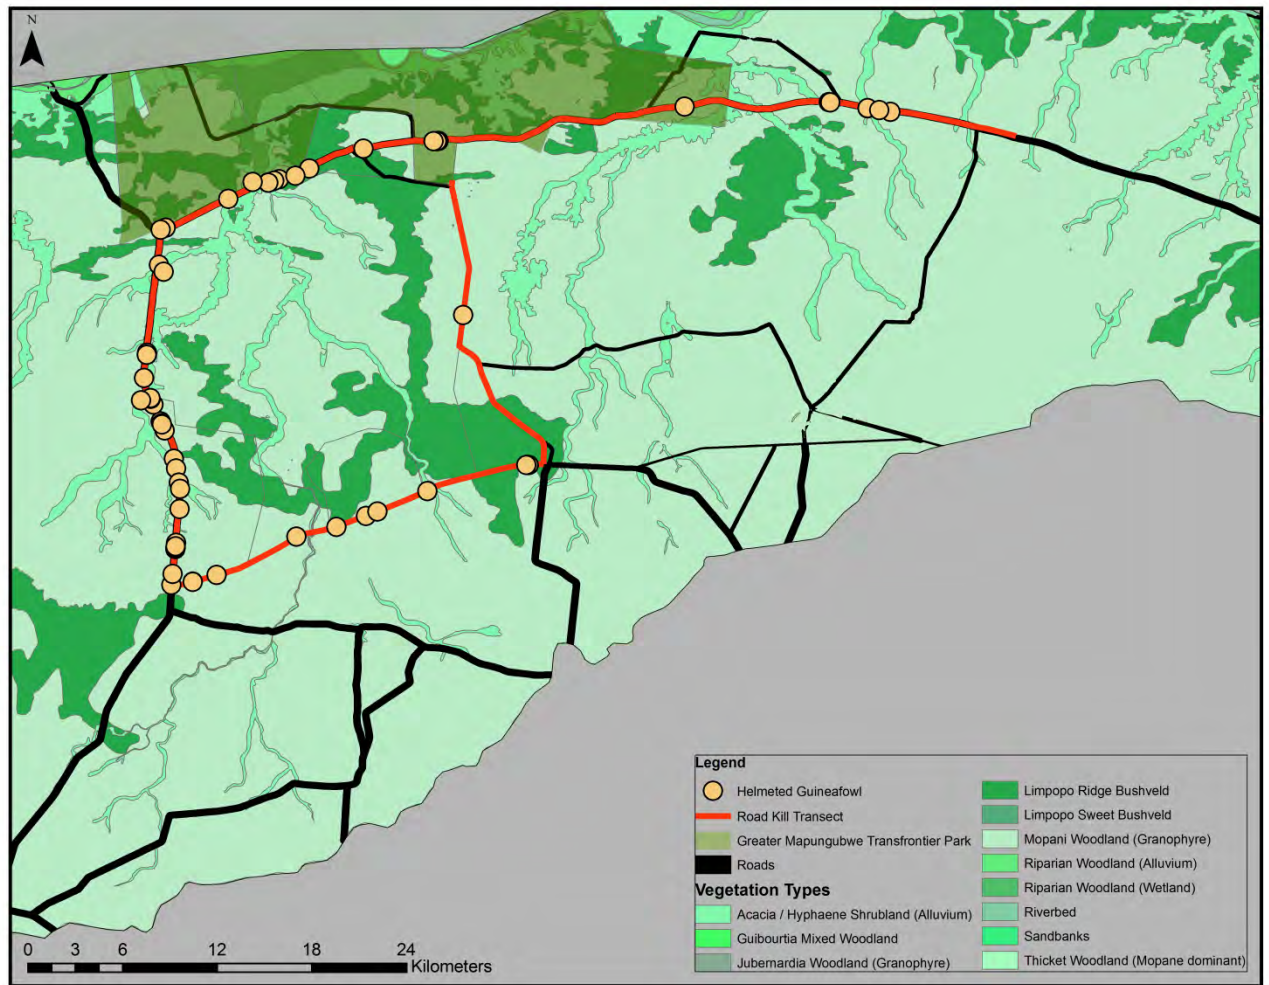 N
Legend
Helmeted Guineafowl
Road Kill Transect
Greater Mapungubwe Transfrontier Park
Roads
Vegetation Types
Acacia / Hyphaene Shrubland (Alluvium)
Guibourtia Mixed Woodland
Jubernardia Woodland (Granophyre)
Limpopo Ridge Bushveld
Limpopo Sweet Bushveld
Mopani Woodland (Granophyre)
Riparian Woodland (Alluvium)
Riparian Woodland (Wetland)
Riverbed
Sandbanks
Thicket Woodland (Mopane dominant)
0 3 6 12 18 24
Kilometers